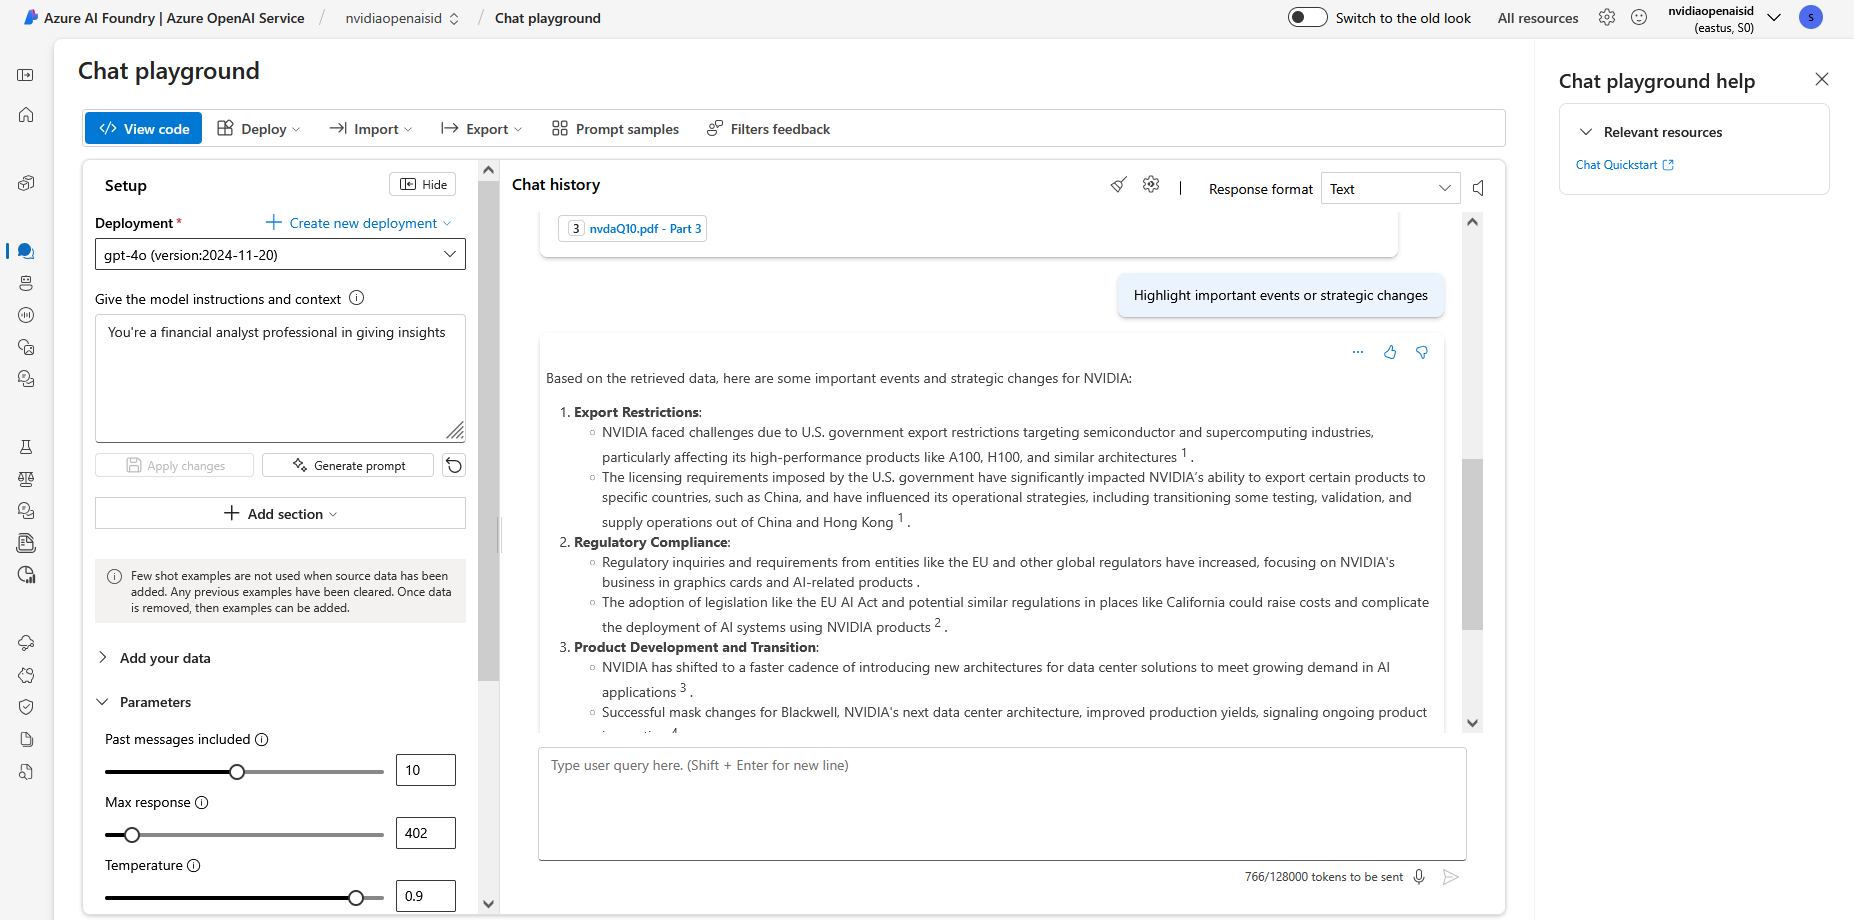 Azure AI Foundry | Azure OpenAI Service / nvidiaopenaisid / Chat playground
Switch to the old look
All resources
nvidiaopenaisid
(eastus, S0)
S
Chat playground
View code
Deploy
Import
Export
Prompt samples
Filters feedback
Setup
Hide
Deployment *
Create new deployment
gpt-4o (version:2024-11-20)
Give the model instructions and context
You're a financial analyst professional in giving insights
Apply changes
Generate prompt
Add section
Few shot examples are not used when source data has been
added. Any previous examples have been cleared. Once data
is removed, then examples can be added.
Add your data
Parameters
Past messages included
10
Max response
402
Temperature
0.9
Chat history
Response format
Text
3 nvdaQ10.pdf - Part 3
Highlight important events or strategic changes
Based on the retrieved data, here are some important events and strategic changes for NVIDIA:
1. Export Restrictions:
NVIDIA faced challenges due to U.S. government export restrictions targeting semiconductor and supercomputing industries,
particularly affecting its high-performance products like A100, H100, and similar architectures 1 .
The licensing requirements imposed by the U.S. government have significantly impacted NVIDIA's ability to export certain products to
specific countries, such as China, and have influenced its operational strategies, including transitioning some testing, validation, and
supply operations out of China and Hong Kong 1 .
2. Regulatory Compliance:
Regulatory inquiries and requirements from entities like the EU and other global regulators have increased, focusing on NVIDIA's
business in graphics cards and AI-related products .
The adoption of legislation like the EU AI Act and potential similar regulations in places like California could raise costs and complicate
the deployment of AI systems using NVIDIA products 2 .
3. Product Development and Transition:
NVIDIA has shifted to a faster cadence of introducing new architectures for data center solutions to meet growing demand in AI
applications 3 .
Successful mask changes for Blackwell, NVIDIA's next data center architecture, improved production yields, signaling ongoing product
Type user query here. (Shift + Enter for new line)
766/128000 tokens to be sent
Chat playground help
Relevant resources
Chat Quickstart